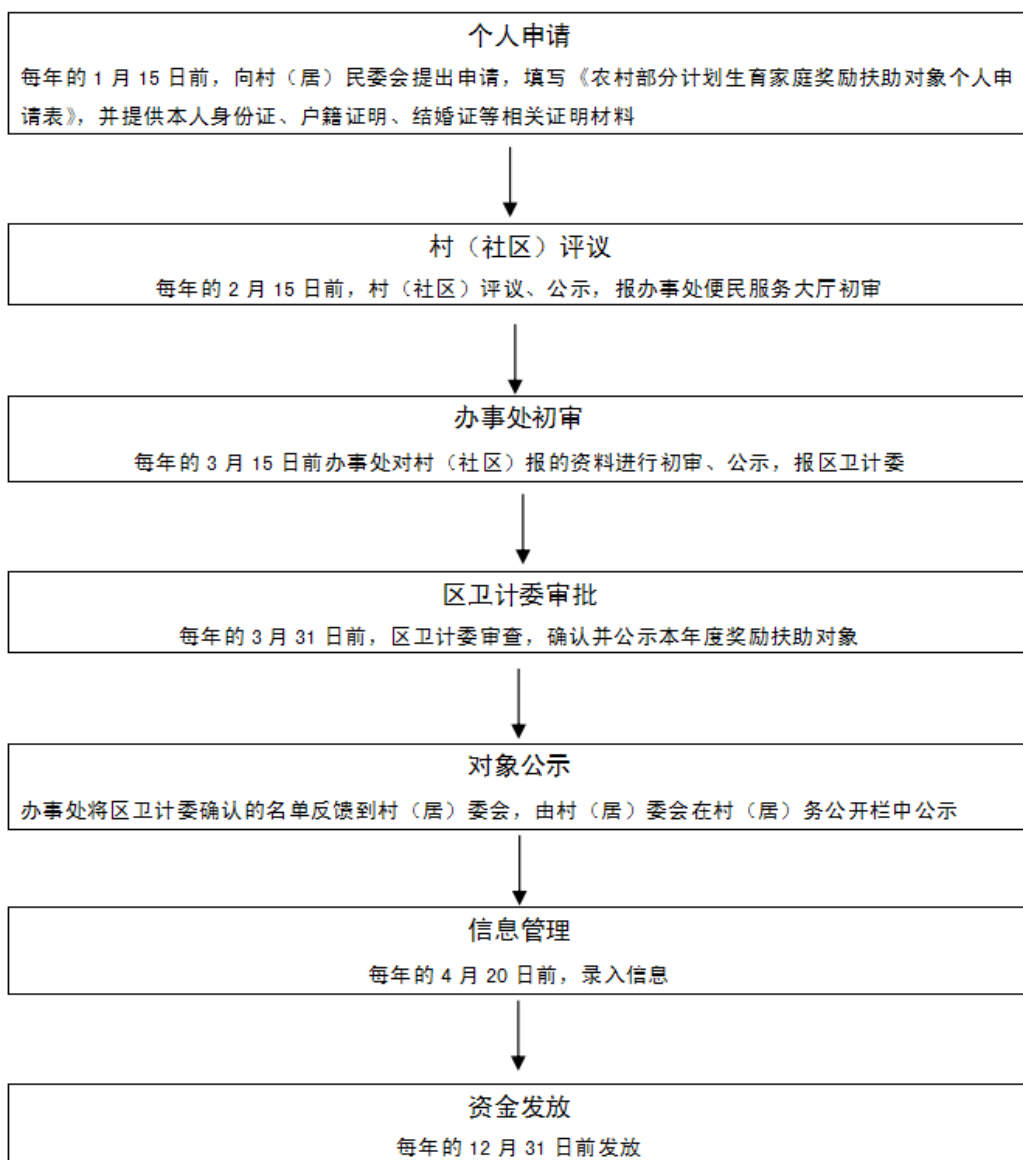 个人申请
每年的 1 月 15 日前，向村（居）民委会提出申请，填写《农村部分计划生育家庭奖励扶助对象个人申
请表》，并提供本人身份证、户籍证明、结婚证等相关证明材料
村（社区）评议
每年的 2 月 15 日前，村（社区）评议、公示，报办事处便民服务大厅初审
办事处初审
每年的 3 月 15 日前办事处对村（社区）报的资料进行初审、公示，报区卫计委
区卫计委审批
每年的 3 月 31 日前，区卫计委审查，确认并公示本年度奖励扶助对象
对象公示
办事处将区卫计委确认的名单反馈到村（居）委会，由村（居）委会在村（居）务公开栏中公示
信息管理
每年的 4 月 20 日前，录入信息
资金发放
每年的 12 月 31 日前发放